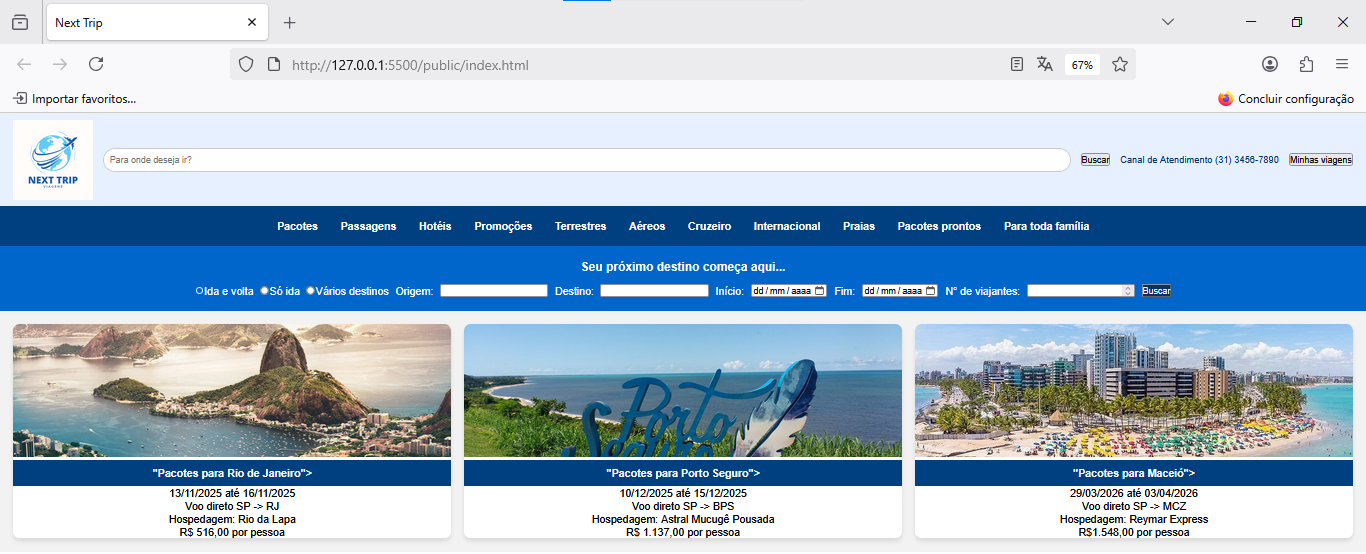 Next Trip
http://127.0.0.1:5500/public/index.html
67%
Importar favoritos...
Concluir configuração
NEXT TRIP
VIAGENS
Para onde deseja ir?
Buscar
Canal de Atendimento (31) 3456-7890
Minhas viagens
Pacotes Passagens Hotéis Promoções Terrestres Aéreos Cruzeiro Internacional Praias Pacotes prontos Para toda família
Seu próximo destino começa aqui...
Ida e volta Só ida Vários destinos Origem: Destino: Início: dd/mm/aaaa Fim: dd/mm/aaaa N° de viajantes: Buscar
Porto
Seguro
"Pacotes para Rio de Janeiro">
13/11/2025 até 16/11/2025
Voo direto SP -> RJ
Hospedagem: Rio da Lapa
R$ 516,00 por pessoa
"Pacotes para Porto Seguro">
10/12/2025 até 15/12/2025
Voo direto SP -> BPS
Hospedagem: Astral Mucugê Pousada
R$ 1.137,00 por pessoa
"Pacotes para Maceió">
29/03/2026 até 03/04/2026
Voo direto SP -> MCZ
Hospedagem: Reymar Express
R$1.548,00 por pessoa